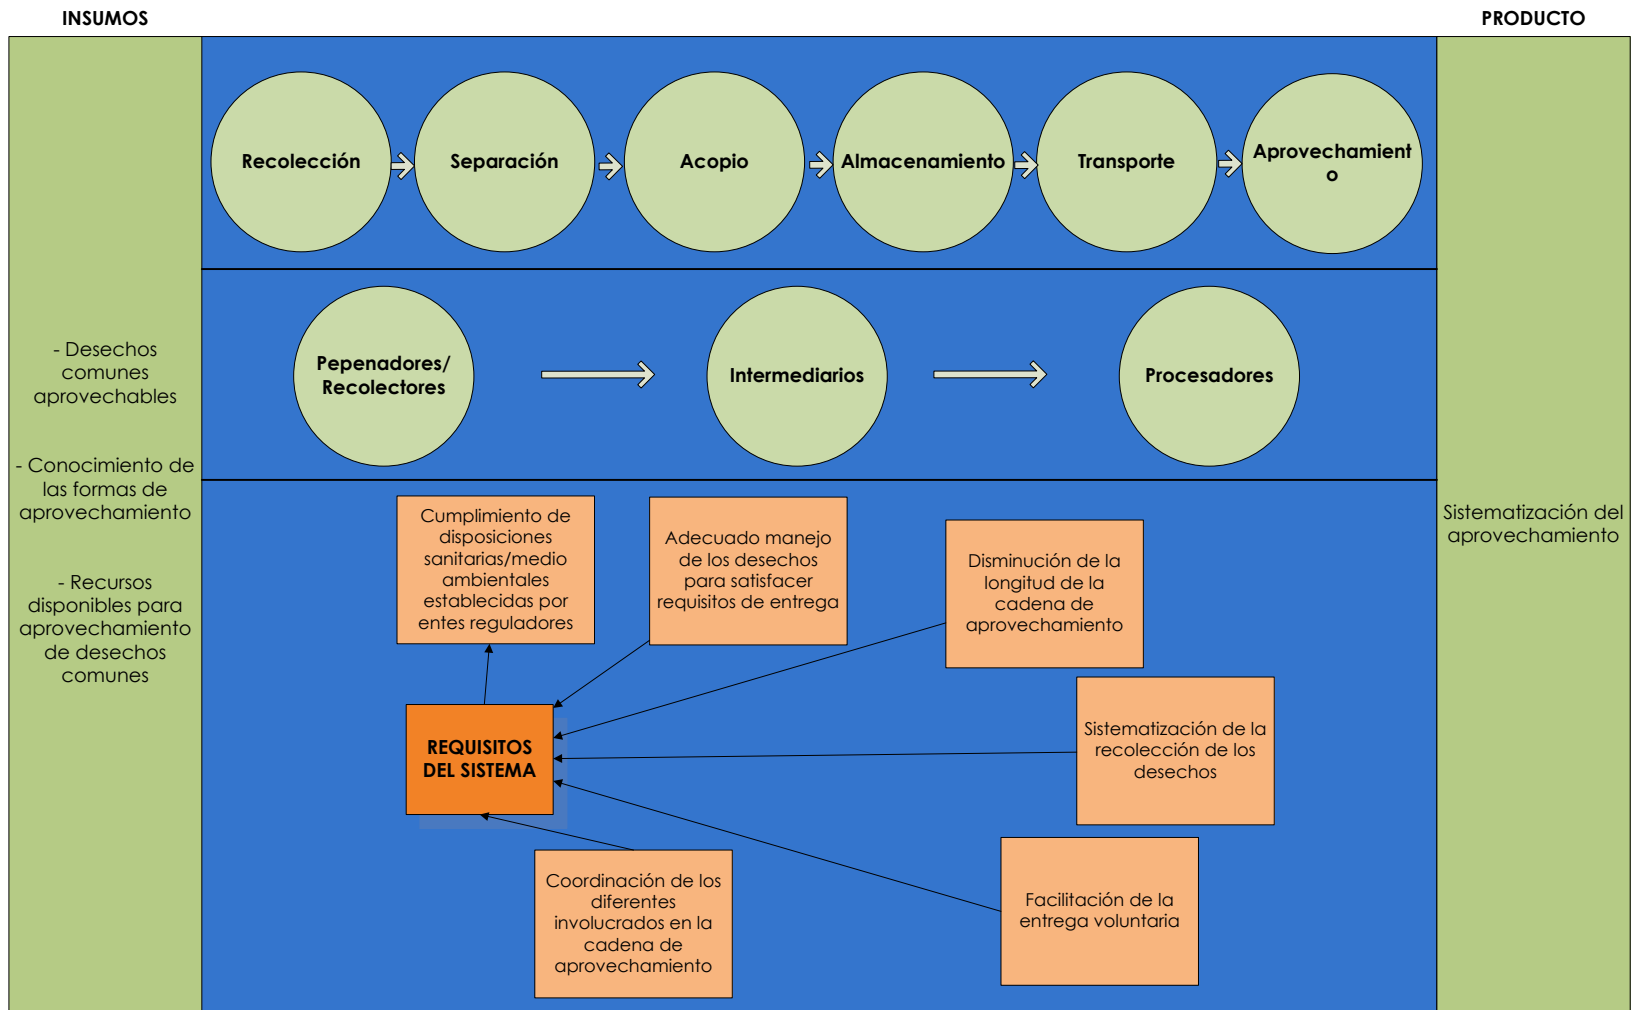 INSUMOS
PRODUCTO
Recolección
Separación
Acopio
Almacenamiento
Transporte
Aprovechamient
o
- Desechos
comunes
aprovechables
- Conocimiento de
las formas de
aprovechamiento
- Recursos
disponibles para
aprovechamiento
de desechos
comunes
Pepenadores/
Recolectores
Intermediarios
Procesadores
Cumplimiento de
disposiciones
sanitarias/medio
ambientales
establecidas por
entes reguladores
Adecuado manejo
de los desechos
para satisfacer
requisitos de entrega
Disminución de la
longitud de la
cadena de
aprovechamiento
Sistematización de la
recolección de los
desechos
REQUISITOS
DEL SISTEMA
Coordinación de los
diferentes
involucrados en la
cadena de
aprovechamiento
Facilitación de la
entrega voluntaria
Sistematización del
aprovechamiento